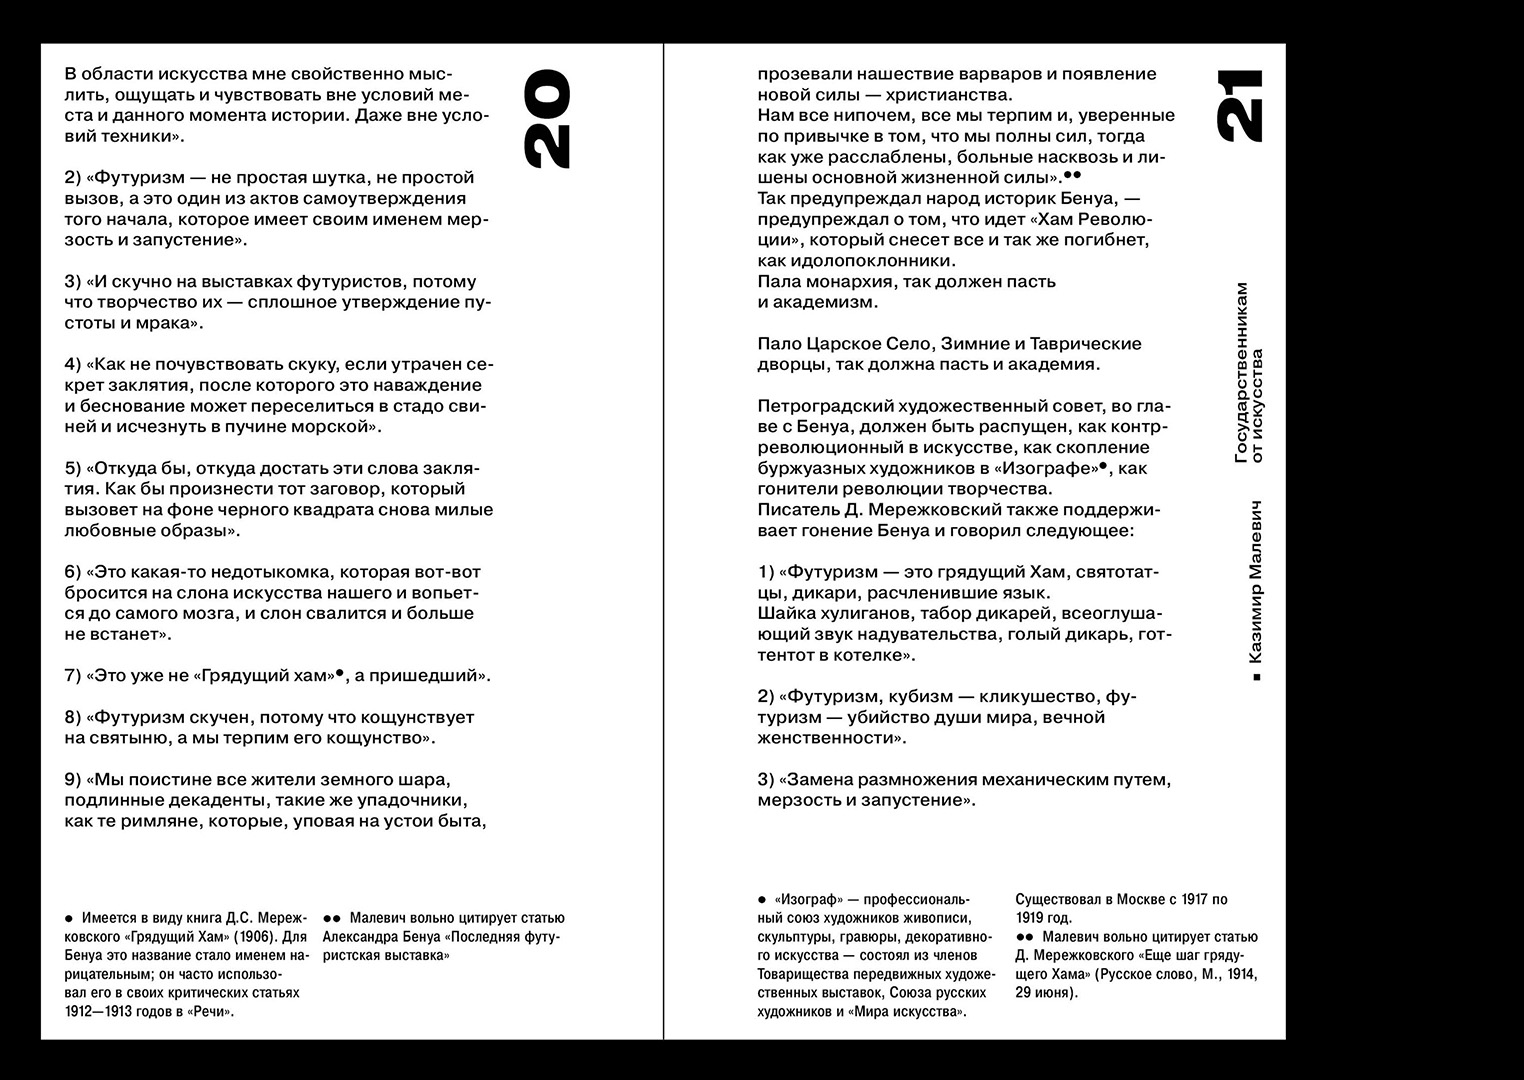 В области искусства мне свойственно мыс-
лить, ощущать и чувствовать вне условий ме-
ста и данного момента истории. Даже вне усло-
вий техники».
2) «Футуризм — не простая шутка, не простой
вызов, а это один из актов самоутверждения
того начала, которое имеет своим именем мер-
зость и запустение».
3) «И скучно на выставках футуристов, потому
что творчество их — сплошное утверждение пу-
стоты и мрака».
4) «Как не почувствовать скуку, если утрачен се-
крет заклятия, после которого это наваждение
и беснование может переселиться в стадо сви-
ней и исчезнуть в пучине морской».
5) «Откуда бы, откуда достать эти слова закля-
тия. Как бы произнести тот заговор, который
вызовет на фоне черного квадрата снова милые
любовные образы».
6) «Это какая-то недотыкомка, которая вот-вот
бросится на слона искусства нашего и вопьет-
ся до самого мозга, и слон свалится и больше
не встанет».
7) «Это уже не «Грядущий хам»●, а пришедший».
8) «Футуризм скучен, потому что кощунствует
на святыню, а мы терпим его кощунство».
9) «Мы поистине все жители земного шара,
подлинные декаденты, такие же упадочники,
как те римляне, которые, уповая на устои быта,
● Имеется в виду книга Д.С. Мереж-
ковского «Грядущий Хам» (1906). Для
Бенуа это название стало именем на-
рицательным; он часто использо-
вал его в своих критических статьях
1912—1913 годов в «Речи».
●● Малевич вольно цитирует статью
Александра Бенуа «Последняя футу-
ристская выставка»
20
прозевали нашествие варваров и появление
новой силы — христианства.
Нам все нипочем, все мы терпим и, уверенные
по привычке в том, что мы полны сил, тогда
как уже расслаблены, больные насквозь и ли-
шены основной жизненной силы».●●
Так предупреждал народ историк Бенуа, —
предупреждал о том, что идет «Хам Револю-
ции», который снесет все и так же погибнет,
как идолопоклонники.
Пала монархия, так должен пасть
и академизм.
Пало Царское Село, Зимние и Таврические
дворцы, так должна пасть и академия.
Петроградский художественный совет, во гла-
ве с Бенуа, должен быть распущен, как контр-
революционный в искусстве, как скопление
буржуазных художников в «Изографе»●, как
гонители революции творчества.
Писатель Д. Мережковский также поддержи-
вает гонение Бенуа и говорил следующее:
1) «Футуризм — это грядущий Хам, святотат-
цы, дикари, расчленившие язык.
Шайка хулиганов, табор дикарей, всеоглуша-
ющий звук надувательства, голый дикарь, гот-
тентот в котелке».
2) «Футуризм, кубизм — кликушество, фу-
туризм — убийство души мира, вечной
женственности».
3) «Замена размножения механическим путем,
мерзость и запустение».
● «Изограф» — профессиональ-
ный союз художников живописи,
скульптуры, гравюры, декоративно-
го искусства — состоял из членов
Товарищества передвижных художе-
ственных выставок, Союза русских
художников и «Мира искусства».
Существовал в Москве с 1917 по
1919 год.
●● Малевич вольно цитирует статью
Д. Мережковского «Еще шаг гряду-
щего Хама» (Русское слово, М., 1914,
29 июня).
21
■ Казимир Малевич
Государственникам
от искусства